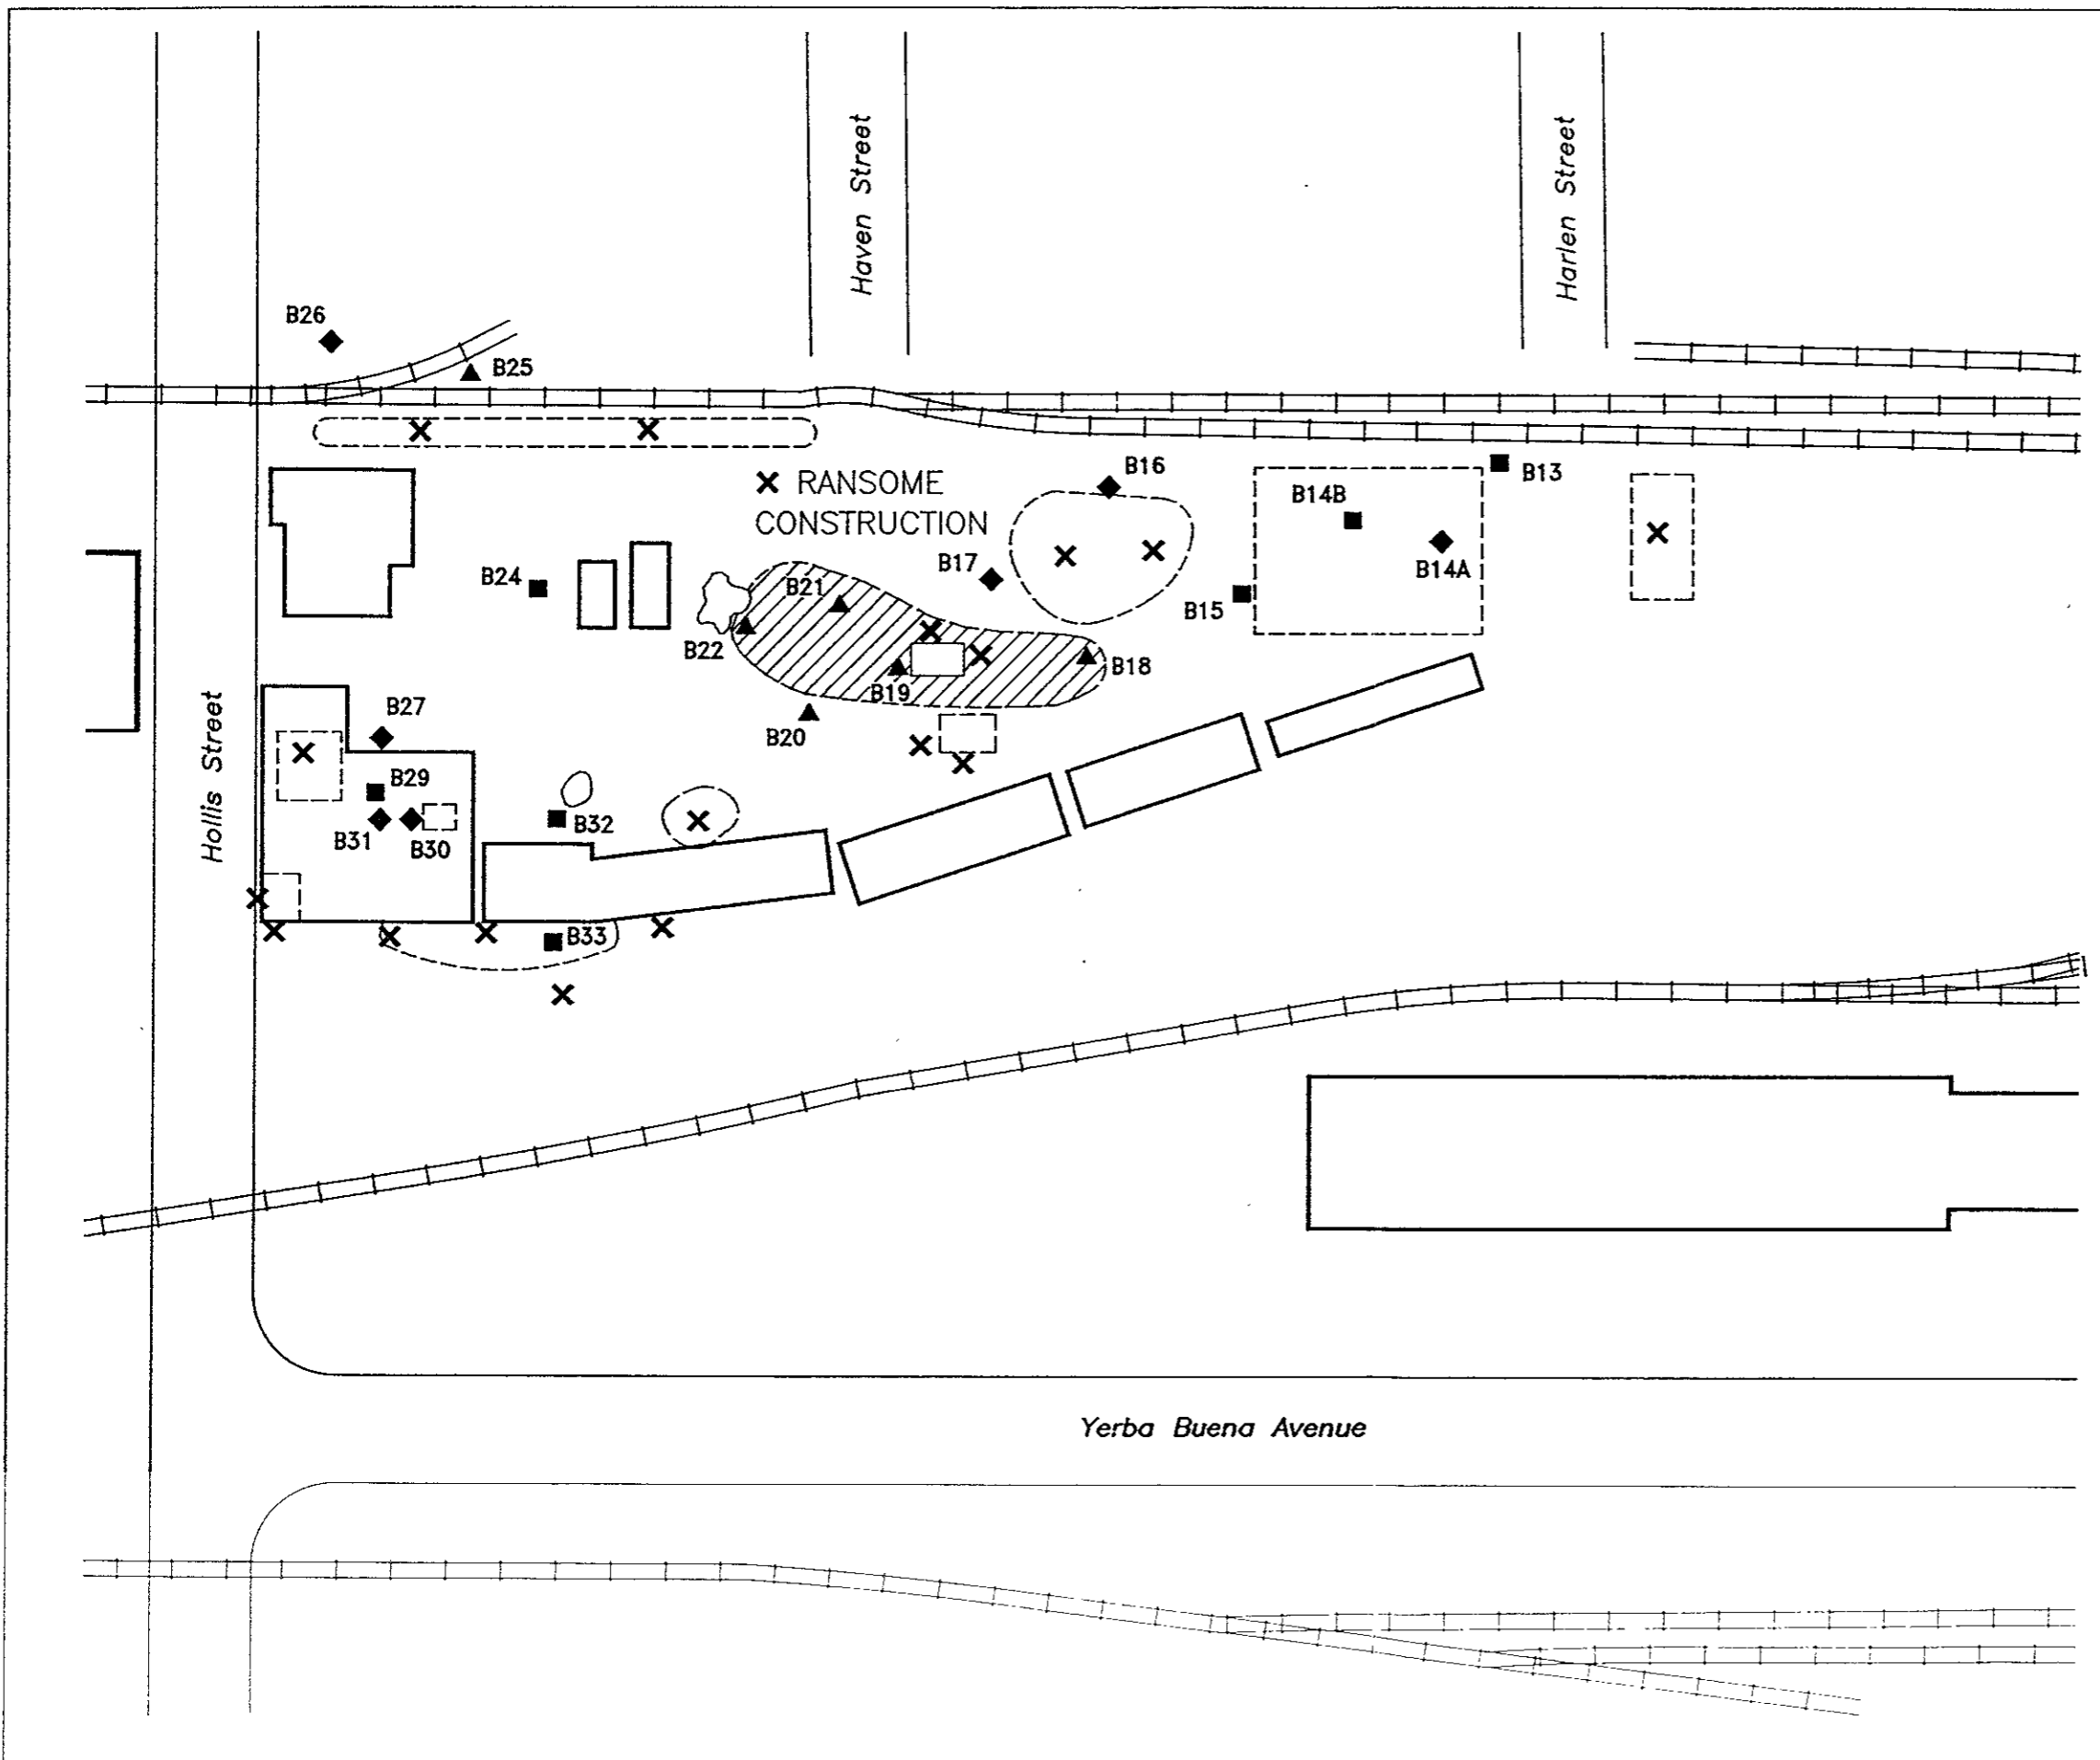 Haven Street
Harlen Street
B26
B25
B16
B13
✕ RANSOME
CONSTRUCTION
B14B
B17
B14A
B24
B21
B15
B22
B18
B19
B27
B20
Hollis Street
B29
B32
B31
B30
B33
Yerba Buena Avenue